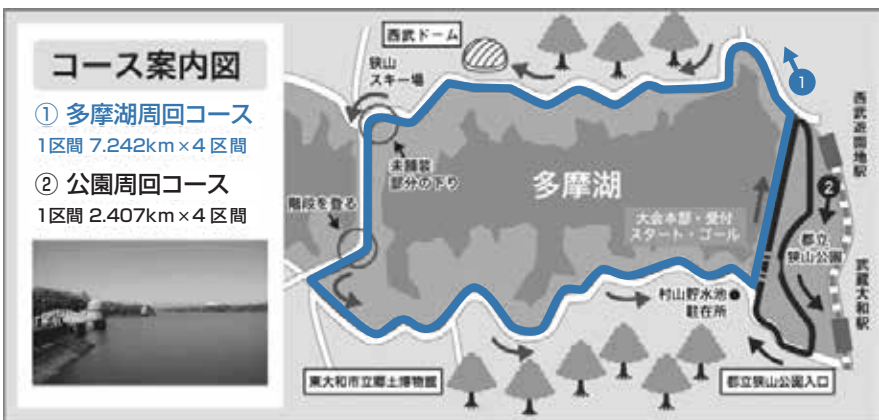 コース案内図
① 多摩湖周回コース
1区間 7.242km×4区間
② 公園周回コース
1区間 2.407km×4区間
西武ドーム
狭山
スキー場
未舗装
部分の下り
階段を登る
多摩湖
大会本部・受付
スタート・ゴール
1
2
西武遊園地駅
都立
狭山公園
武蔵大和駅
村山貯水池
駐在所
東大和市立郷土博物館
都立狭山公園入口